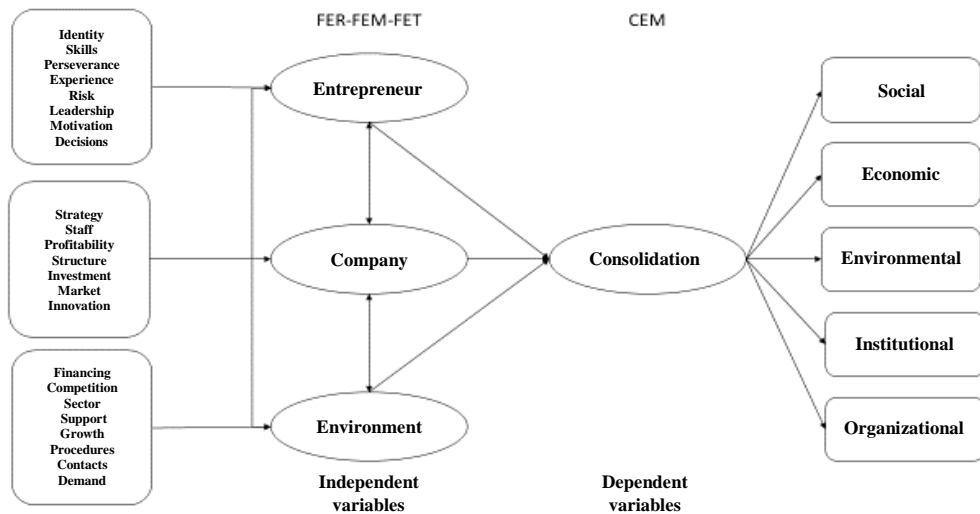 FER-FEM-FET
CEM
Identity
Skills
Perseverance
Experience
Risk
Leadership
Motivation
Decisions
Strategy
Staff
Profitability
Structure
Investment
Market
Innovation
Financing
Competition
Sector
Support
Growth
Procedures
Contacts
Demand
Entrepreneur
Company
Environment
Independent
variables
Consolidation
Dependent
variables
Social
Economic
Environmental
Institutional
Organizational